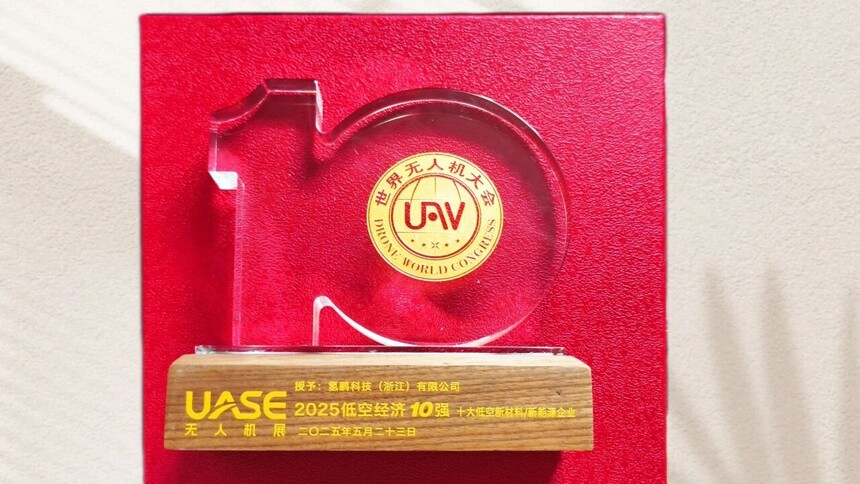 世界无人机大会
UAV
DRONE WORLD CONGRESS
UASE
无人机展
授予：氢鹏科技（浙江）有限公司
2025低空经济10强 十大低空新材料/新能源企业
二〇二五年五月二十三日